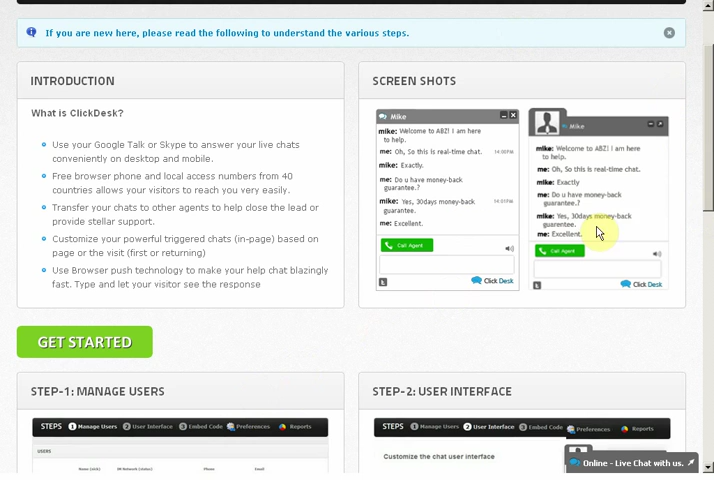 If you are new here, please read the following to understand the various steps.
INTRODUCTION
What is ClickDesk?
Use your Google Talk or Skype to answer your live chats
conveniently on desktop and mobile.
Free browser phone and local access numbers from 40
countries allows your visitors to reach you very easily.
Transfer your chats to other agents to help close the lead or
provide stellar support.
Customize your powerful triggered chats (in-page) based on
page or the visit (first or returning)
Use Browser push technology to make your help chat blazingly
fast. Type and let your visitor see the response
SCREEN SHOTS
Mike
mike: Welcome to ABZ! I am here
to help.
me: Oh, So this is real-time chat.
mike: Exactly.
me: Do u have money-back
guarantee.?
mike: Yes, 30days money-back
guarantee.
me: Excellent.
Call Agent
Click Desk
Mike
mike: Welcome to ABZ! I am here
to help.
me: Oh, So this is real-time chat.
mike: Exactly
me: Do u have money-back
guarantee.?
mike: Yes, 30days money-back
guarantee.
me: Excellent.
Call Agent
Click Desk
GET STARTED
STEP-1: MANAGE USERS
STEPS 1 Manage Users 2 User Interface 3 Embed Code Preferences Reports
USERS
Phone
Email
STEP-2: USER INTERFACE
STEPS 1 Manage Users 2 User Interface 3 Embed Code Preferences Reports
Customize the chat user interface
Online - Live Chat with us.